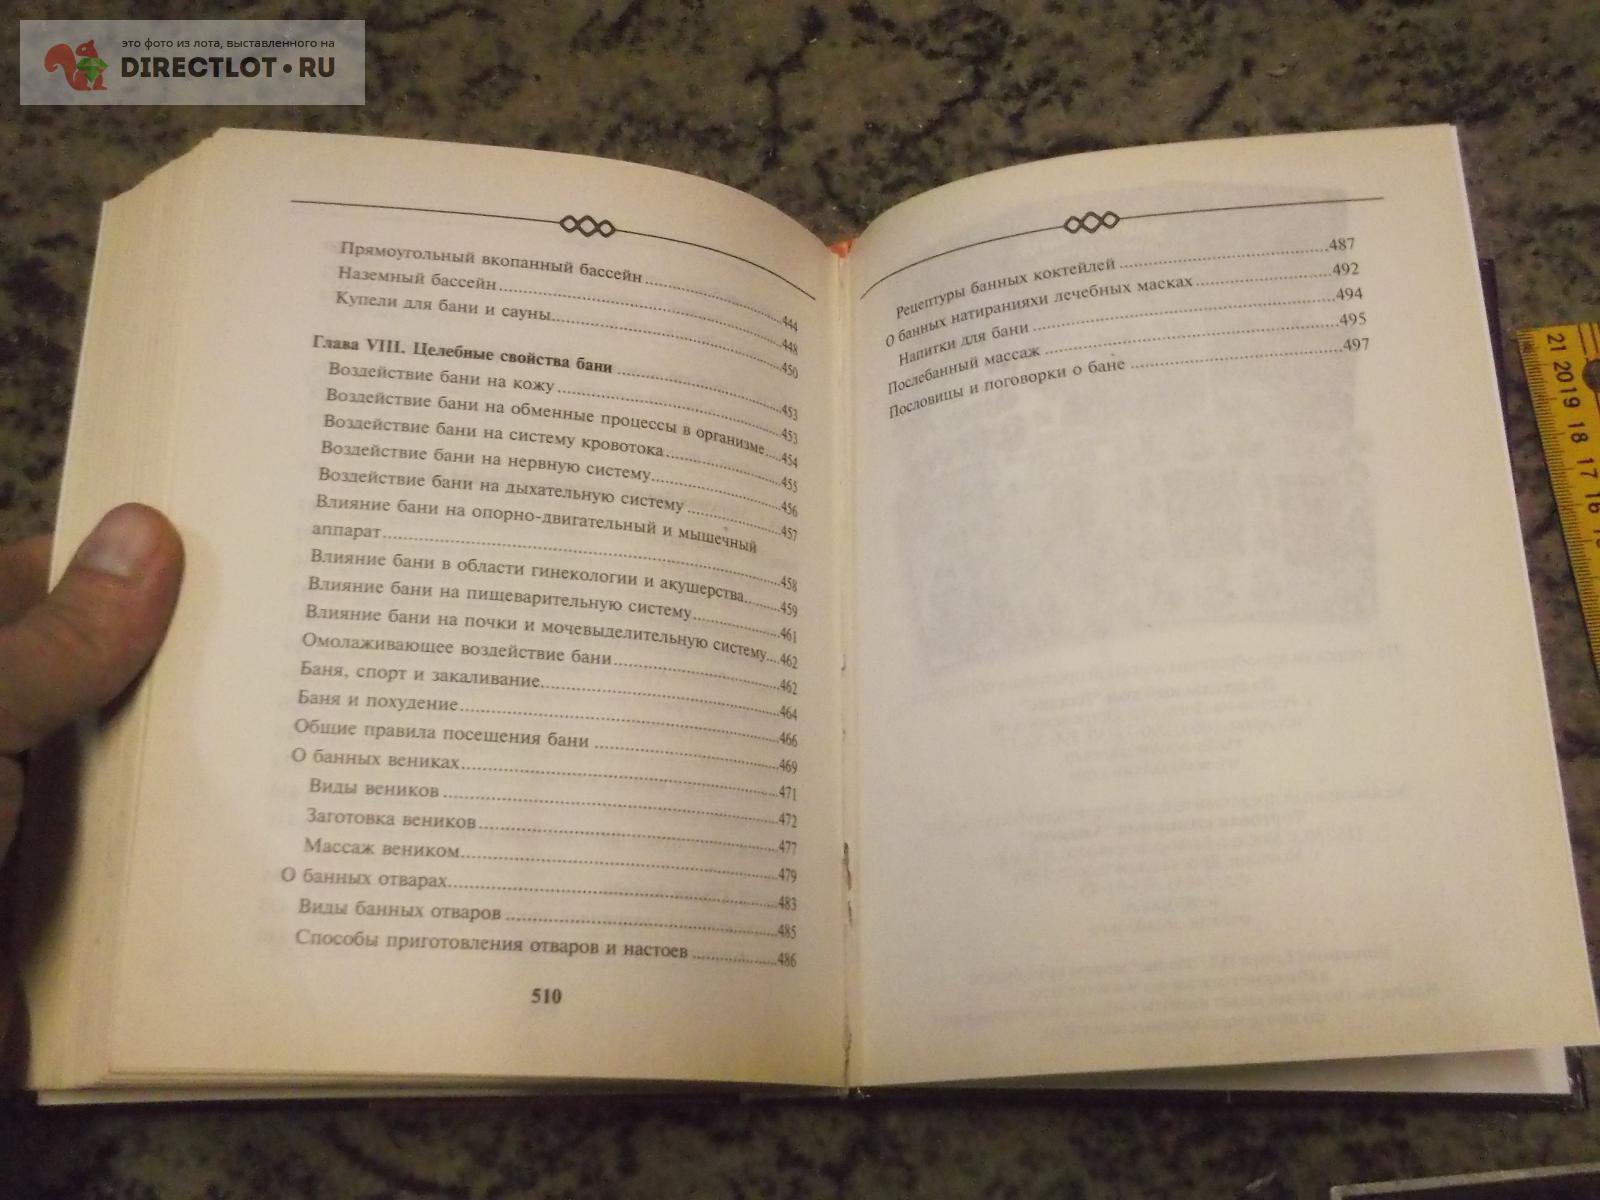 это фото из лота, выставленного на
DIRECTLOT.RU
Прямоугольный вкопанный бассейн 444
Наземный бассейн 448
Купели для бани и сауны 450
Глава VIII. Целебные свойства бани 453
Воздействие бани на кожу 453
Воздействие бани на обменные процессы в организме 454
Воздействие бани на систему кровотока 455
Воздействие бани на нервную систему 456
Воздействие бани на дыхательную систему 457
Влияние бани на опорно-двигательный и мышечный
аппарат 458
Влияние бани в области гинекологии и акушерства 459
Влияние бани на пищеварительную систему 461
Влияние бани на почки и мочевыделительную систему 462
Омолаживающее воздействие бани 462
Баня, спорт и закаливание 464
Баня и похудение 466
Общие правила посещения бани 469
О банных вениках 471
Виды веников 472
Заготовка веников 477
Массаж веником 479
О банных отварах 483
Виды банных отваров 485
Способы приготовления отваров и настоев 486
510
Рецептуры банных коктейлей 487
О банных натиранияхи лечебных масках 492
Напитки для бани 494
Послебанный массаж 495
Пословицы и поговорки о бане 497
21 20 19 18 17 16